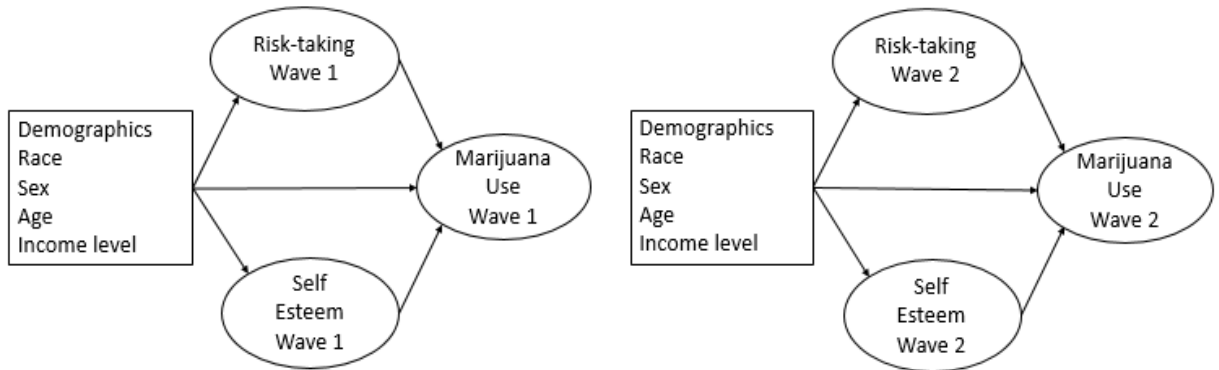 Risk-taking
Wave 1
Demographics
Race
Sex
Age
Income level
Marijuana
Use
Wave 1
Self
Esteem
Wave 1
Risk-taking
Wave 2
Demographics
Race
Sex
Age
Income level
Marijuana
Use
Wave 2
Self
Esteem
Wave 2